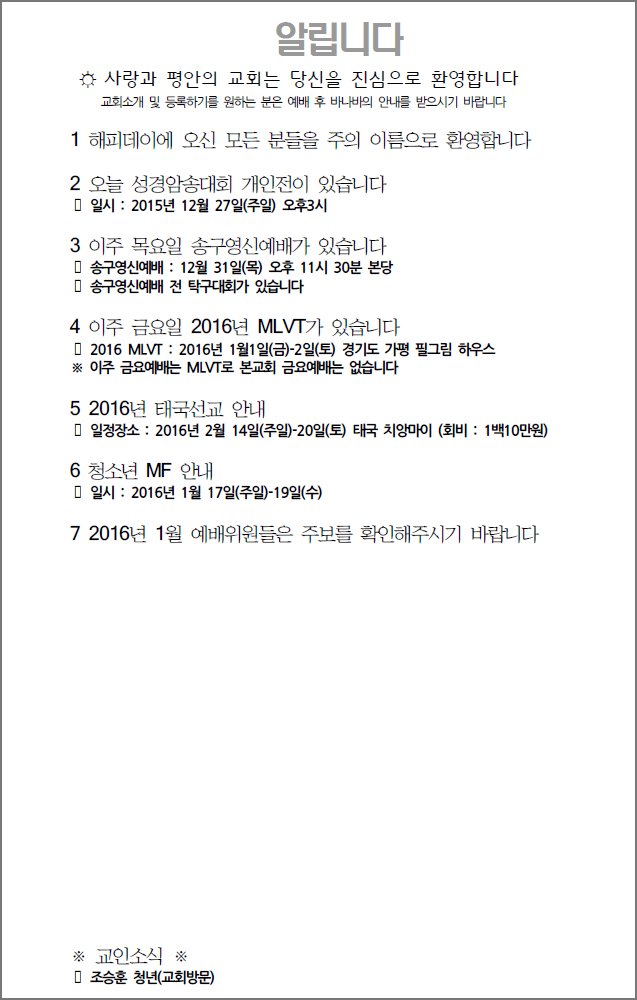 알립니다
☼ 사랑과 평안의 교회는 당신을 진심으로 환영합니다
교회소개 및 등록하기를 원하는 분은 예배 후 바나바의 안내를 받으시기 바랍니다
1 해피데이에 오신 모든 분들을 주의 이름으로 환영합니다
2 오늘 성경암송대회 개인전이 있습니다
▯ 일시 : 2015년 12월 27일(주일) 오후3시
3 이주 목요일 송구영신예배가 있습니다
▯ 송구영신예배 : 12월 31일(목) 오후 11시 30분 본당
▯ 송구영신예배 전 탁구대회가 있습니다
4 이주 금요일 2016년 MLVT가 있습니다
▯ 2016 MLVT : 2016년 1월1일(금)-2일(토) 경기도 가평 필그림 하우스
※ 이주 금요예배는 MLVT로 본교회 금요예배는 없습니다
5 2016년 태국선교 안내
▯ 일정장소 : 2016년 2월 14일(주일)-20일(토) 태국 치앙마이 (회비 : 1백10만원)
6 청소년 MF 안내
▯ 일시 : 2016년 1월 17일(주일)-19일(수)
7 2016년 1월 예배위원들은 주보를 확인해주시기 바랍니다
※ 교인소식 ※
▯ 조승훈 청년(교회방문)